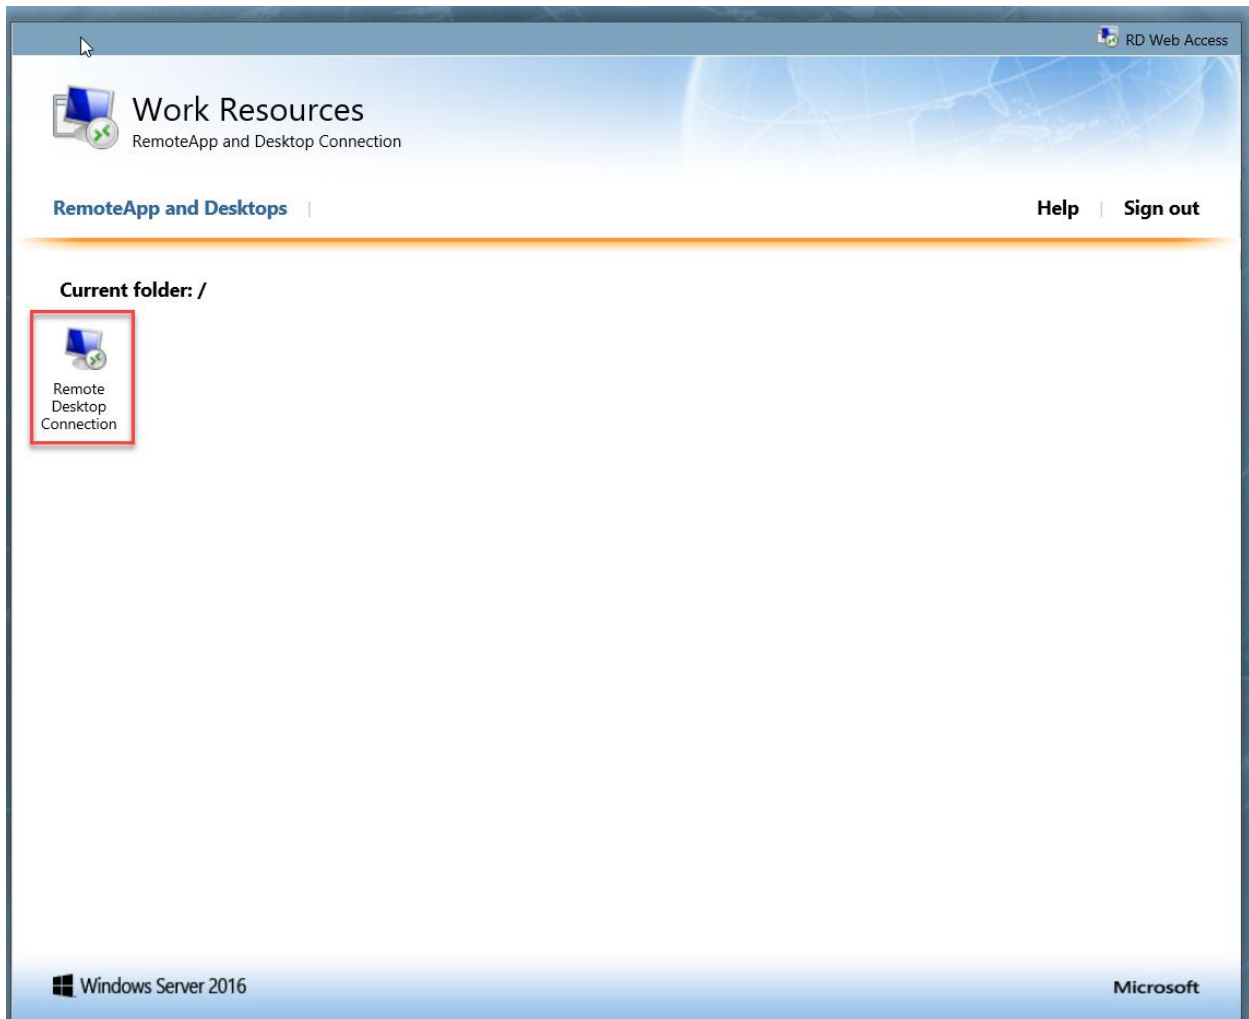 RD Web Access
Work Resources
RemoteApp and Desktop Connection
RemoteApp and Desktops | Help | Sign out
Current folder: /
Remote
Desktop
Connection
Windows Server 2016
Microsoft